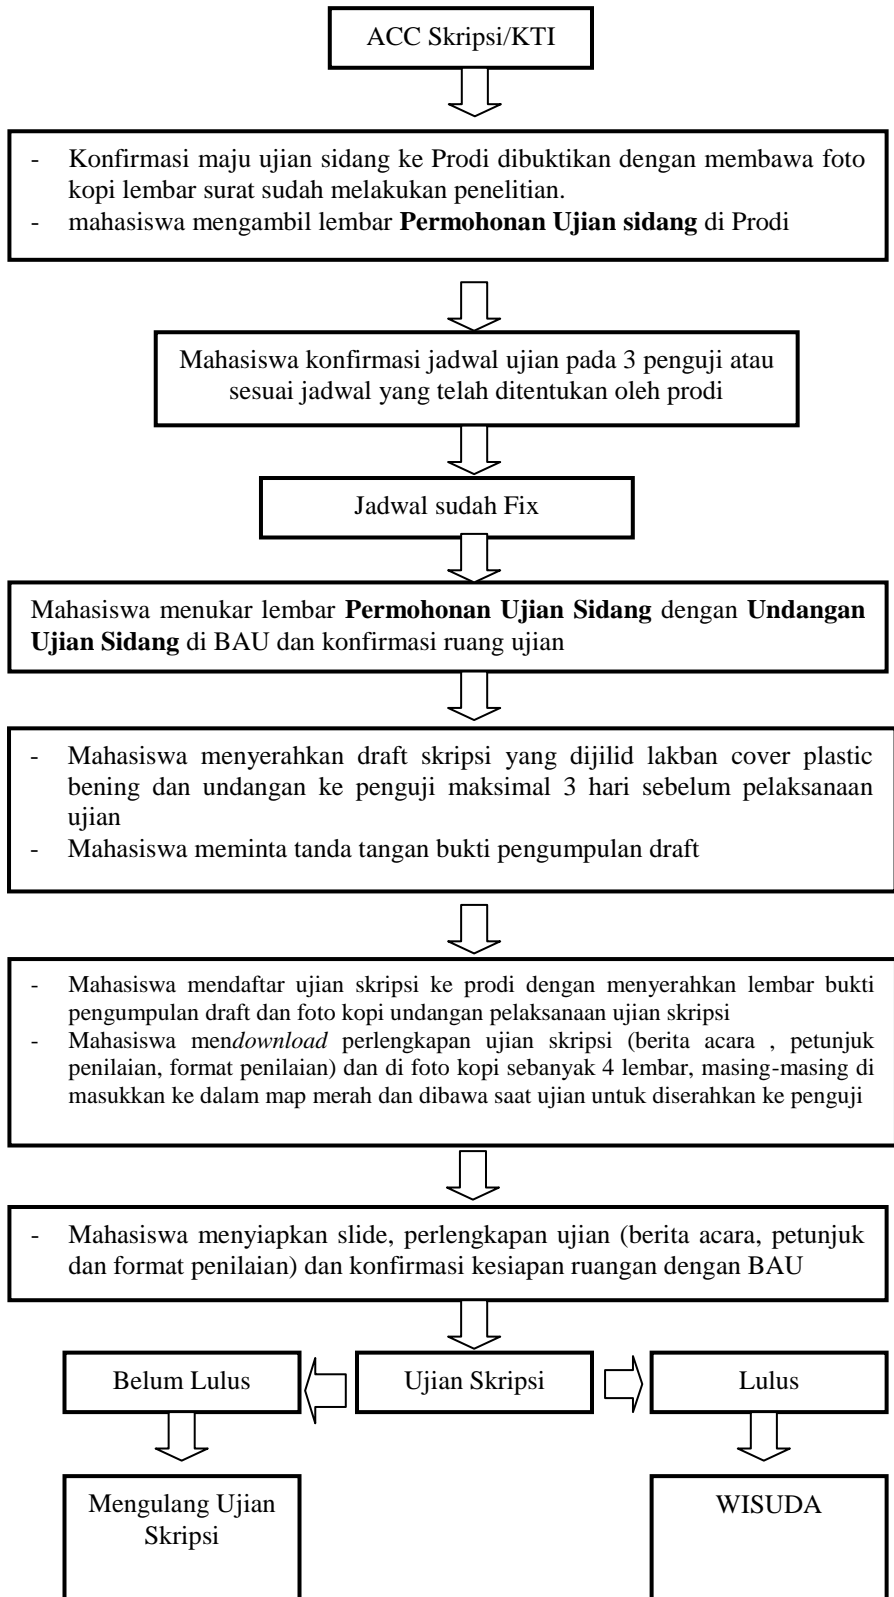 ACC Skripsi/KTI
- Konfirmasi maju ujian sidang ke Prodi dibuktikan dengan membawa foto
kopi lembar surat sudah melakukan penelitian.
- mahasiswa mengambil lembar Permohonan Ujian sidang di Prodi
Mahasiswa konfirmasi jadwal ujian pada 3 penguji atau
sesuai jadwal yang telah ditentukan oleh prodi
Jadwal sudah Fix
Mahasiswa menukar lembar Permohonan Ujian Sidang dengan Undangan
Ujian Sidang di BAU dan konfirmasi ruang ujian
- Mahasiswa menyerahkan draft skripsi yang dijilid lakban cover plastic
bening dan undangan ke penguji maksimal 3 hari sebelum pelaksanaan
ujian
- Mahasiswa meminta tanda tangan bukti pengumpulan draft
- Mahasiswa mendaftar ujian skripsi ke prodi dengan menyerahkan lembar bukti
pengumpulan draft dan foto kopi undangan pelaksanaan ujian skripsi
- Mahasiswa mendownload perlengkapan ujian skripsi (berita acara , petunjuk
penilaian, format penilaian) dan di foto kopi sebanyak 4 lembar, masing-masing di
masukkan ke dalam map merah dan dibawa saat ujian untuk diserahkan ke penguji
- Mahasiswa menyiapkan slide, perlengkapan ujian (berita acara, petunjuk
dan format penilaian) dan konfirmasi kesiapan ruangan dengan BAU
Belum Lulus
Ujian Skripsi
Lulus
Mengulang Ujian
Skripsi
WISUDA